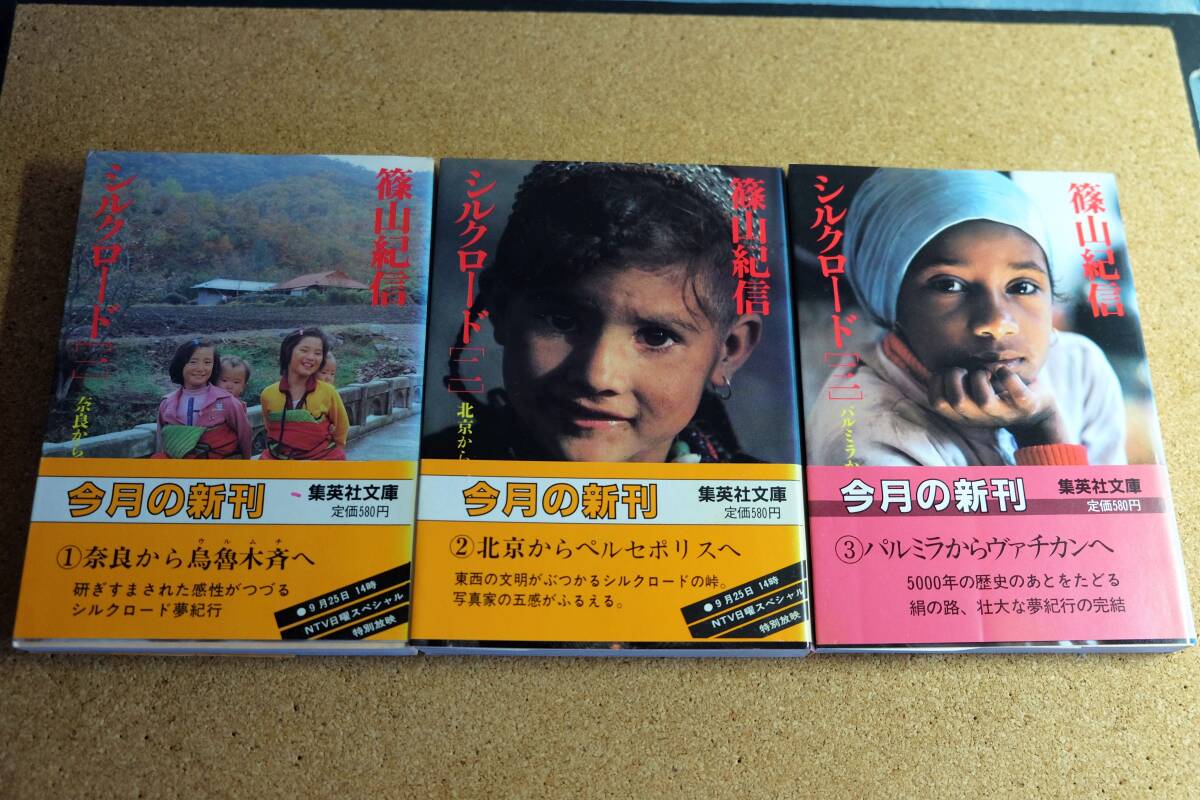 篠山紀信
シルクロード[一]
奈良から
今月の新刊
集英社文庫
定価580円
ウルムチ
①奈良から烏魯木斉へ
研ぎすまされた感性がつづる
シルクロード夢紀行
●9月25日 14時
NTV日曜スペシャル
特別放映
篠山紀信
シルクロード[二]
北京から
今月の新刊
集英社文庫
定価580円
②北京からペルセポリスへ
東西の文明がぶつかるシルクロードの峠。
写真家の五感がふるえる。
●9月25日 14時
NTV日曜スペシャル
特別放映
篠山紀信
シルクロード[三]
パルミラか
今月の新刊
集英社文庫
定価580円
③パルミラからヴァチカンへ
5000年の歴史のあとをたどる
絹の路、壮大な夢紀行の完結